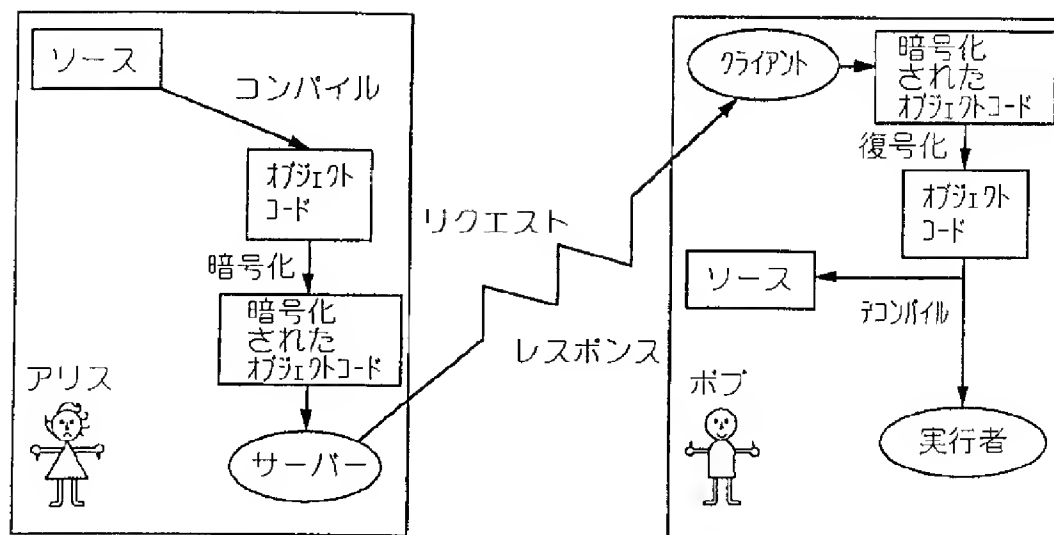 ソース
コンパイル
オブジェクト
コード
暗号化
暗号化
された
オブジェクトコード
アリス
サーバー
リクエスト
レスポンス
クライアント
暗号化
された
オブジェクトコード
復号化
オブジェクト
コード
ソース
デコンパイル
ボブ
実行者